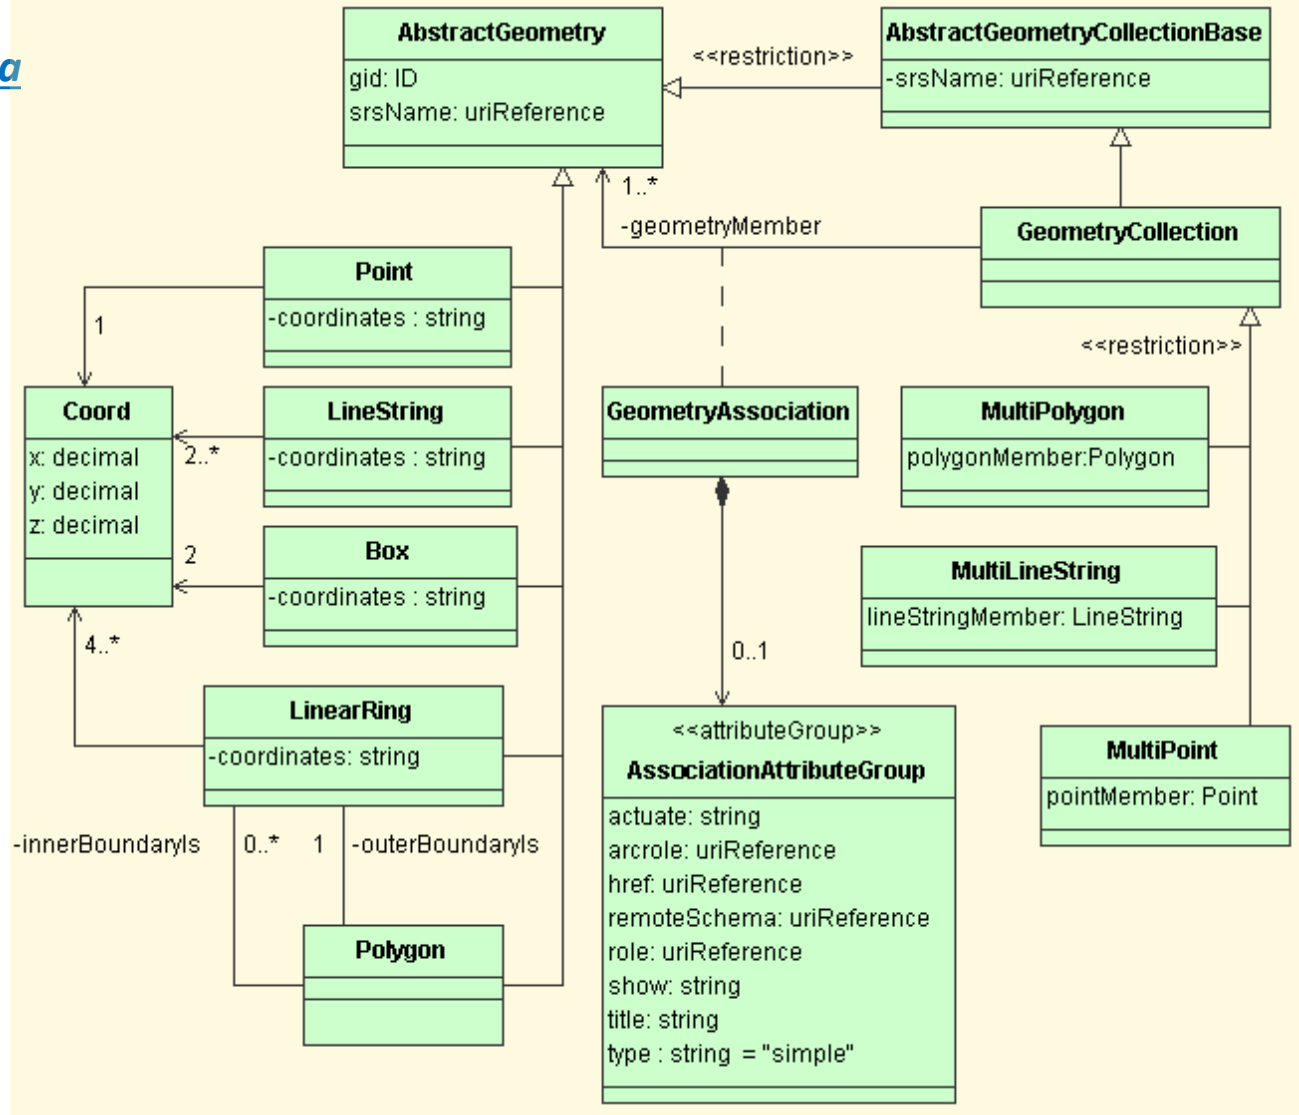 a
AbstractGeometry
gid: ID
srsName: uriReference
<<restriction>>
AbstractGeometryCollectionBase
-srsName: uriReference
1..*
-geometryMember
GeometryCollection
<<restriction>>
Point
-coordinates : string
1
Coord
x: decimal
y: decimal
z: decimal
LineString
-coordinates : string
2..*
Box
-coordinates : string
2
4..*
LinearRing
-coordinates: string
-innerBoundaryIs
0..*
1
-outerBoundaryIs
Polygon
GeometryAssociation
0..1
<<attributeGroup>>
AssociationAttributeGroup
actuate: string
arcrole: uriReference
href: uriReference
remoteSchema: uriReference
role: uriReference
show: string
title: string
type : string = "simple"
MultiPolygon
polygonMember:Polygon
MultiLineString
lineStringMember: LineString
MultiPoint
pointMember: Point